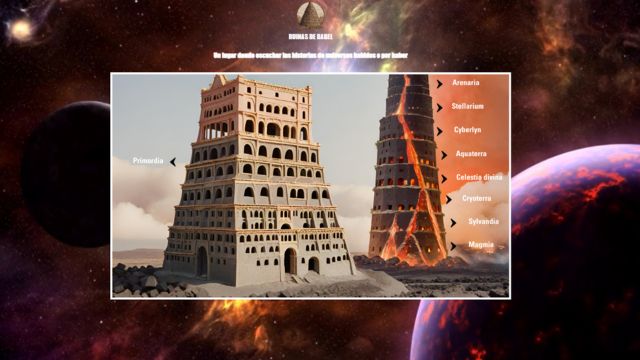 RUINAS DE BABEL
Un lugar donde escuchar las historias de universos habidos o por haber
Primordia
Arenaria
Stellarium
Cyberlyn
Aquaterra
Celestia divina
Cryoterra
Sylvandia
Magmia